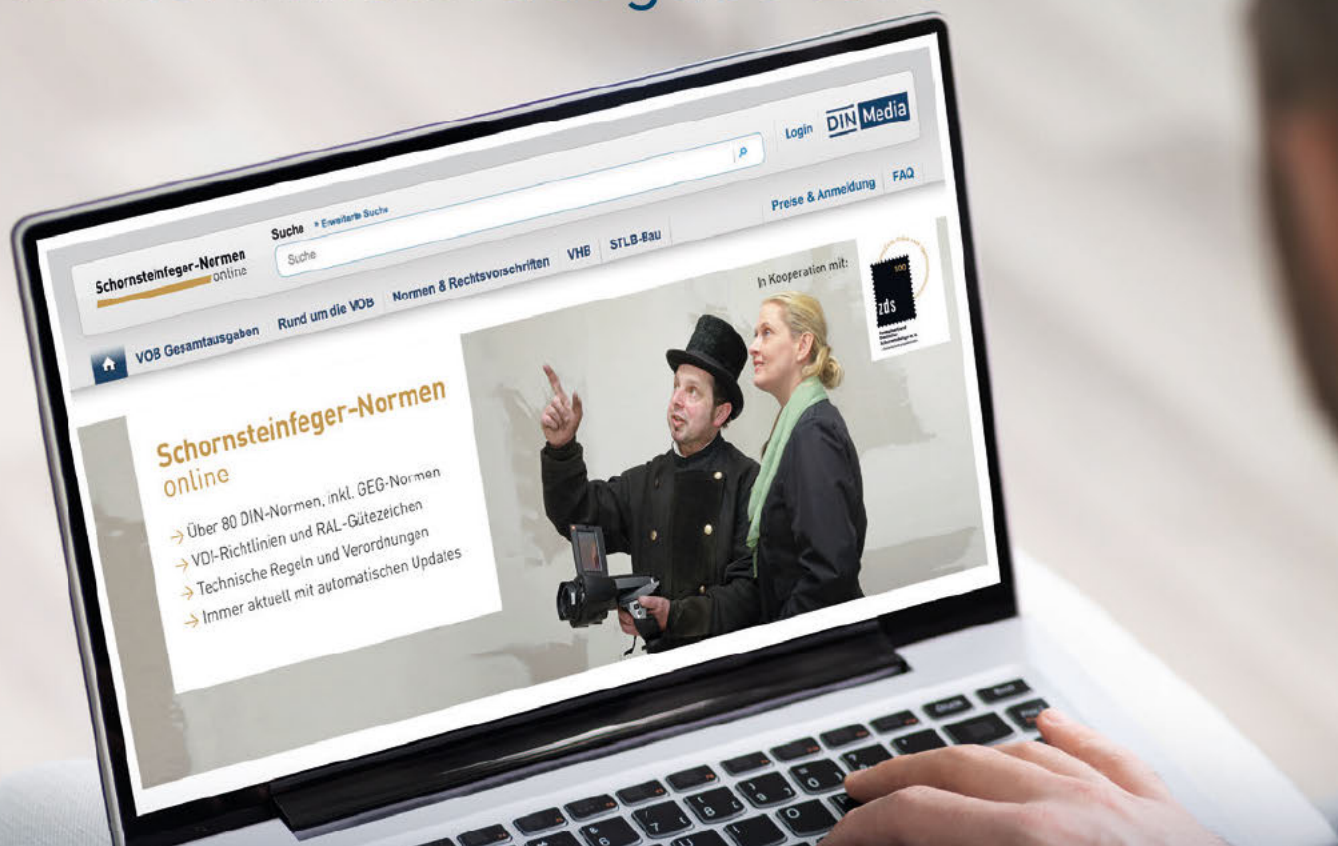 Login
DIN Media
Suche » Erweiterte Suche
Suche
Schornsteinfeger-Normen
online
Preise & Anmeldung
FAQ
VOB Gesamtausgaben
Rund um die VOB
Normen & Rechtsvorschriften
VHB
STLB-Bau
In Kooperation mit:
100
zds
Schornsteinfeger-Normen
online
→ Über 80 DIN-Normen, inkl. GEG-Normen
→ VDI-Richtlinien und RAL-Gütezeichen
→ Technische Regeln und Verordnungen
→ Immer aktuell mit automatischen Updates